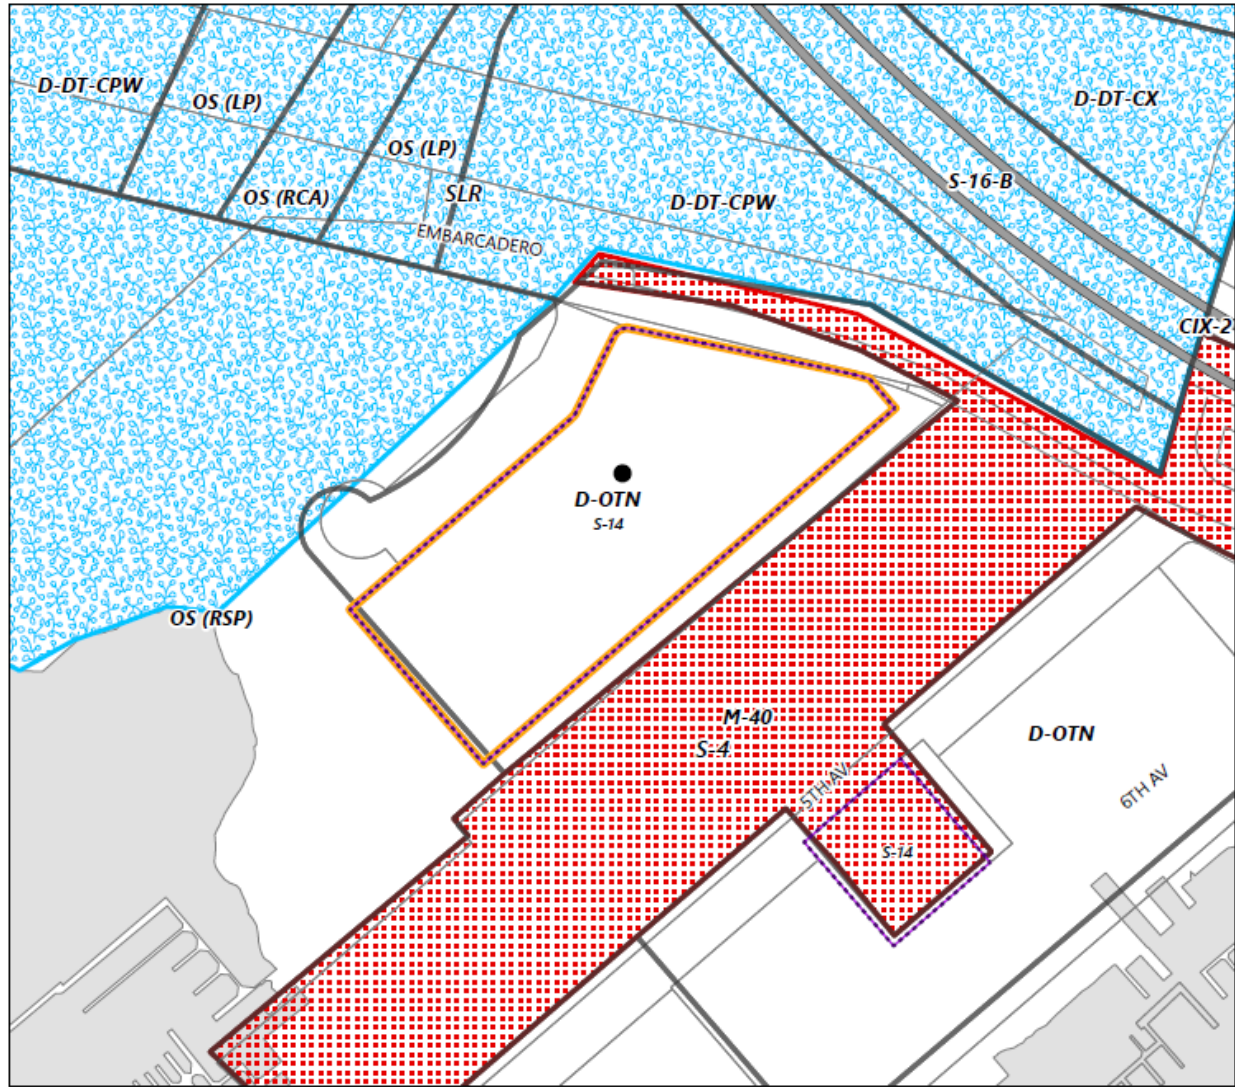 D-DT-CPW
OS (LP)
D-DT-CX
OS (LP)
S-16-B
OS (RCA)
SLR
D-DT-CPW
EMBARCADERO
CIX-2
D-OTN
S-14
OS (RSP)
M-40
S-4
D-OTN
5TH AV
6TH AV
S-14